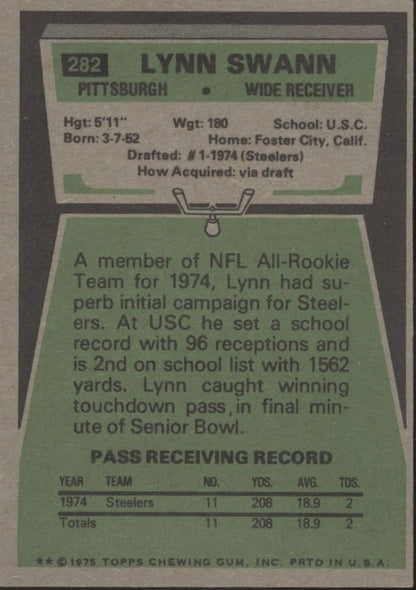 282 LYNN SWANN
PITTSBURGH • WIDE RECEIVER
Hgt: 5'11" Wgt: 180 School: U.S.C.
Born: 3-7-52 Home: Foster City, Calif.
Drafted: #1-1974 (Steelers)
How Acquired: via draft
A member of NFL All-Rookie
Team for 1974, Lynn had su-
perb initial campaign for Steel-
ers. At USC he set a school
record with 96 receptions and
is 2nd on school list with 1562
yards. Lynn caught winning
touchdown pass, in final min-
ute of Senior Bowl.
PASS RECEIVING RECORD
YEAR TEAM NO. YDS. AVG. TDS.
1974 Steelers 11 208 18.9 2
Totals 11 208 18.9 2
** © 1975 TOPPS CHEWING GUM, INC. PRTD IN U.S.A.